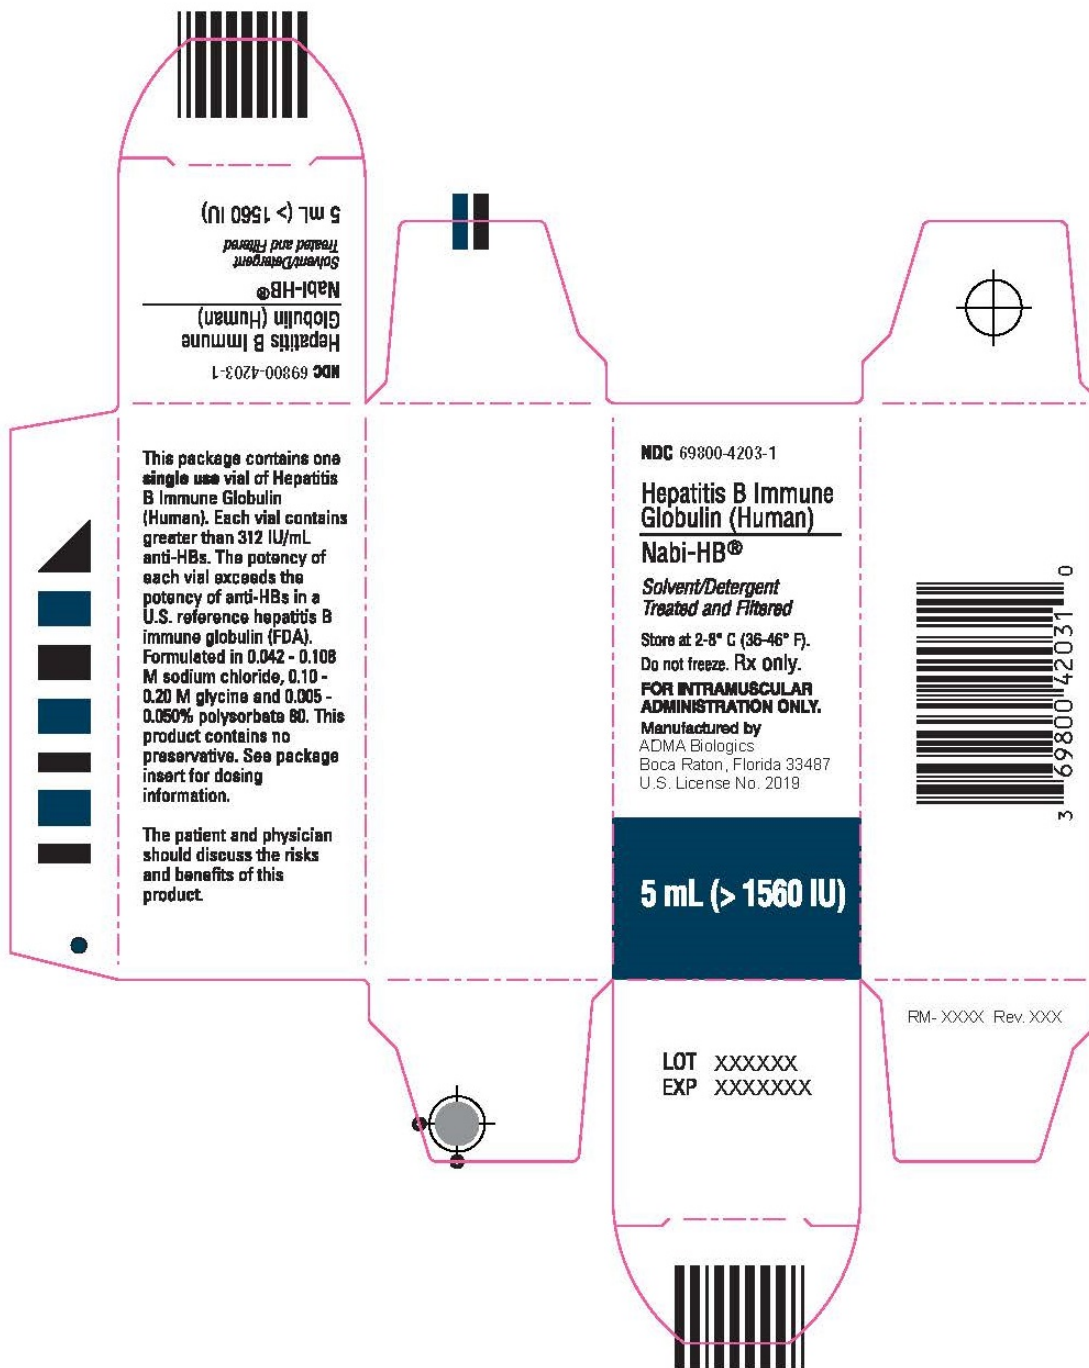 NDC 69800-4203-1
Hepatitis B Immune
Globulin (Human)
Nabi-HB®
Solvent/Detergent
Treated and Filtered
5 mL (> 1560 IU)
This package contains one
single use vial of Hepatitis
B Immune Globulin
(Human). Each vial contains
greater than 312 IU/mL
anti-HBs. The potency of
each vial exceeds the
potency of anti-HBs in a
U.S. reference hepatitis B
immune globulin (FDA).
Formulated in 0.042 - 0.108
M sodium chloride, 0.10 -
0.20 M glycine and 0.005 -
0.050% polysorbate 80. This
product contains no
preservative. See package
insert for dosing
information.
The patient and physician
should discuss the risks
and benefits of this
product.
NDC 69800-4203-1
Hepatitis B Immune
Globulin (Human)
Nabi-HB®
Solvent/Detergent
Treated and Filtered
Store at 2-8° C (36-46° F).
Do not freeze. Rx only.
FOR INTRAMUSCULAR
ADMINISTRATION ONLY.
Manufactured by
ADMA Biologics
Boca Raton, Florida 33487
U.S. License No. 2019
5 mL (> 1560 IU)
3 69800 42031 0
RM- XXXX Rev. XXX
LOT XXXXXX
EXP XXXXXXX